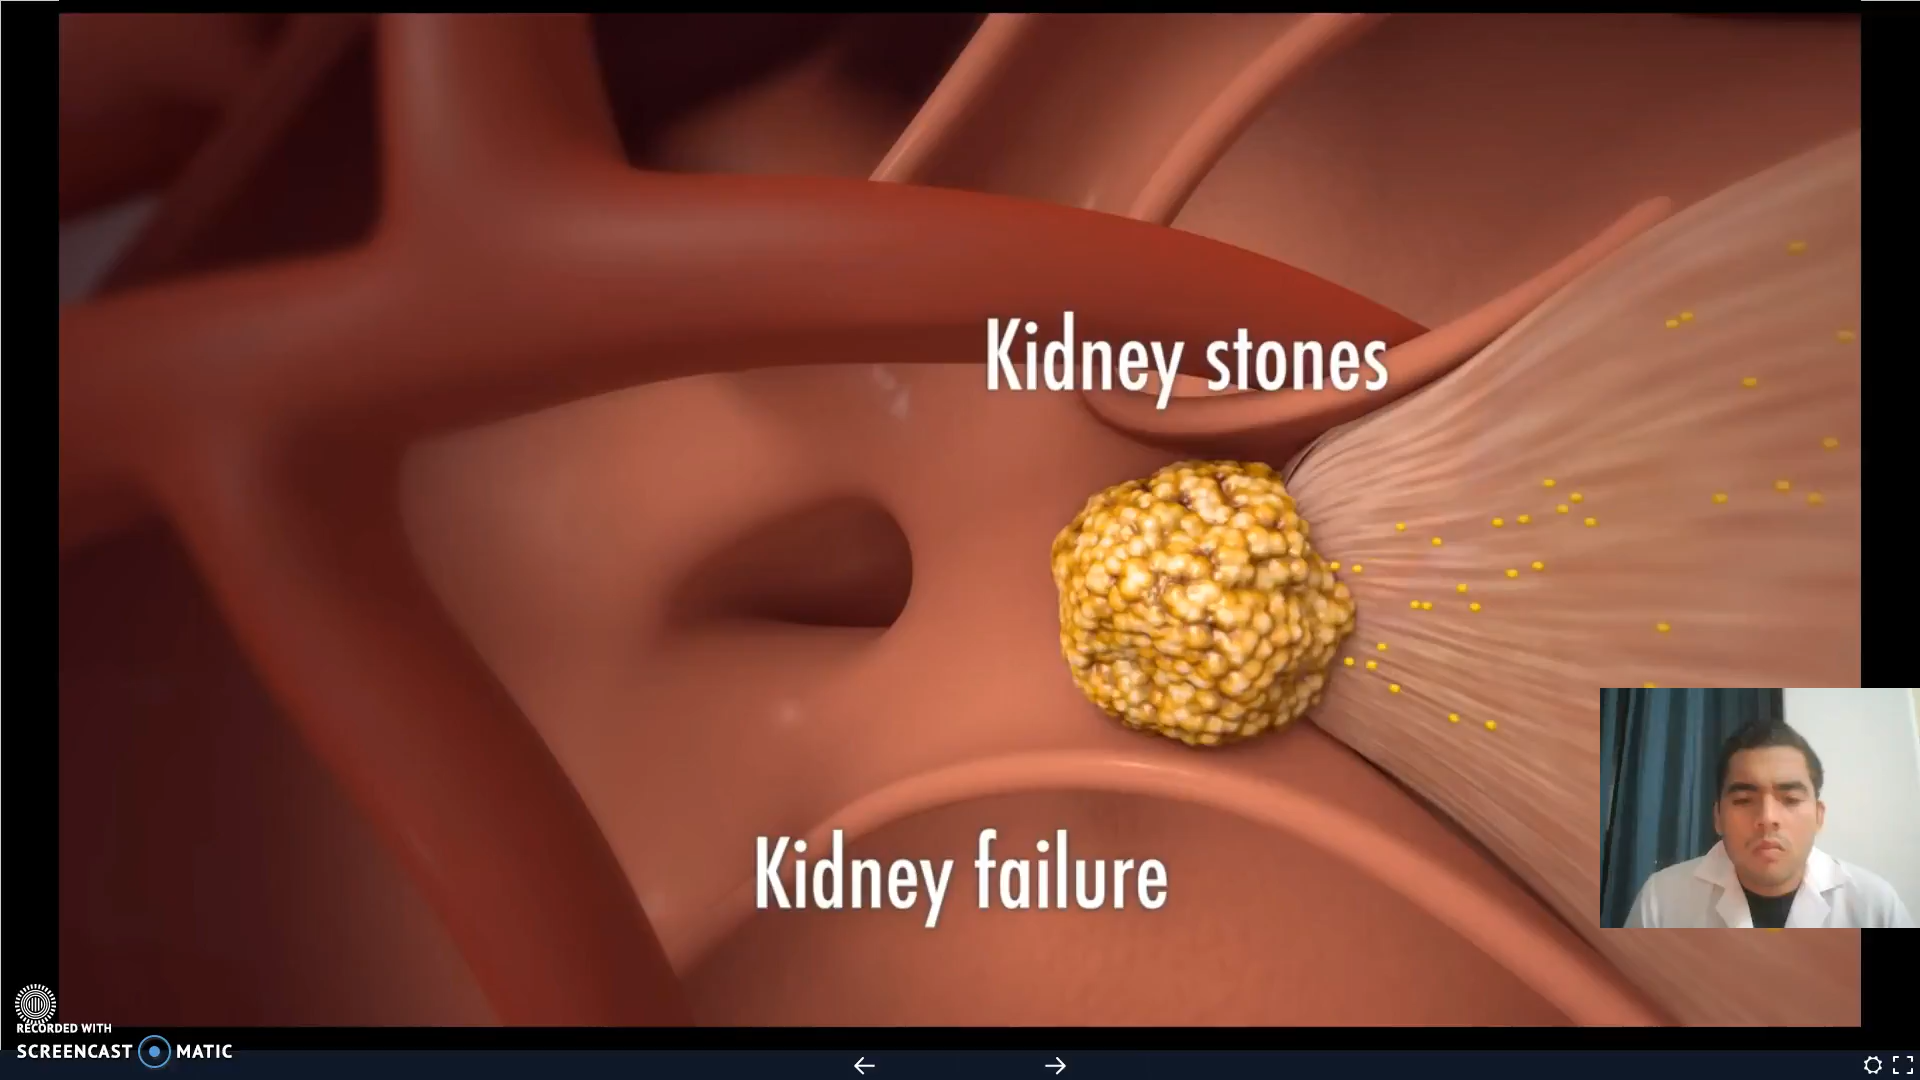 Kidney stones
Kidney failure
RECORDED WITH
SCREENCAST MATIC